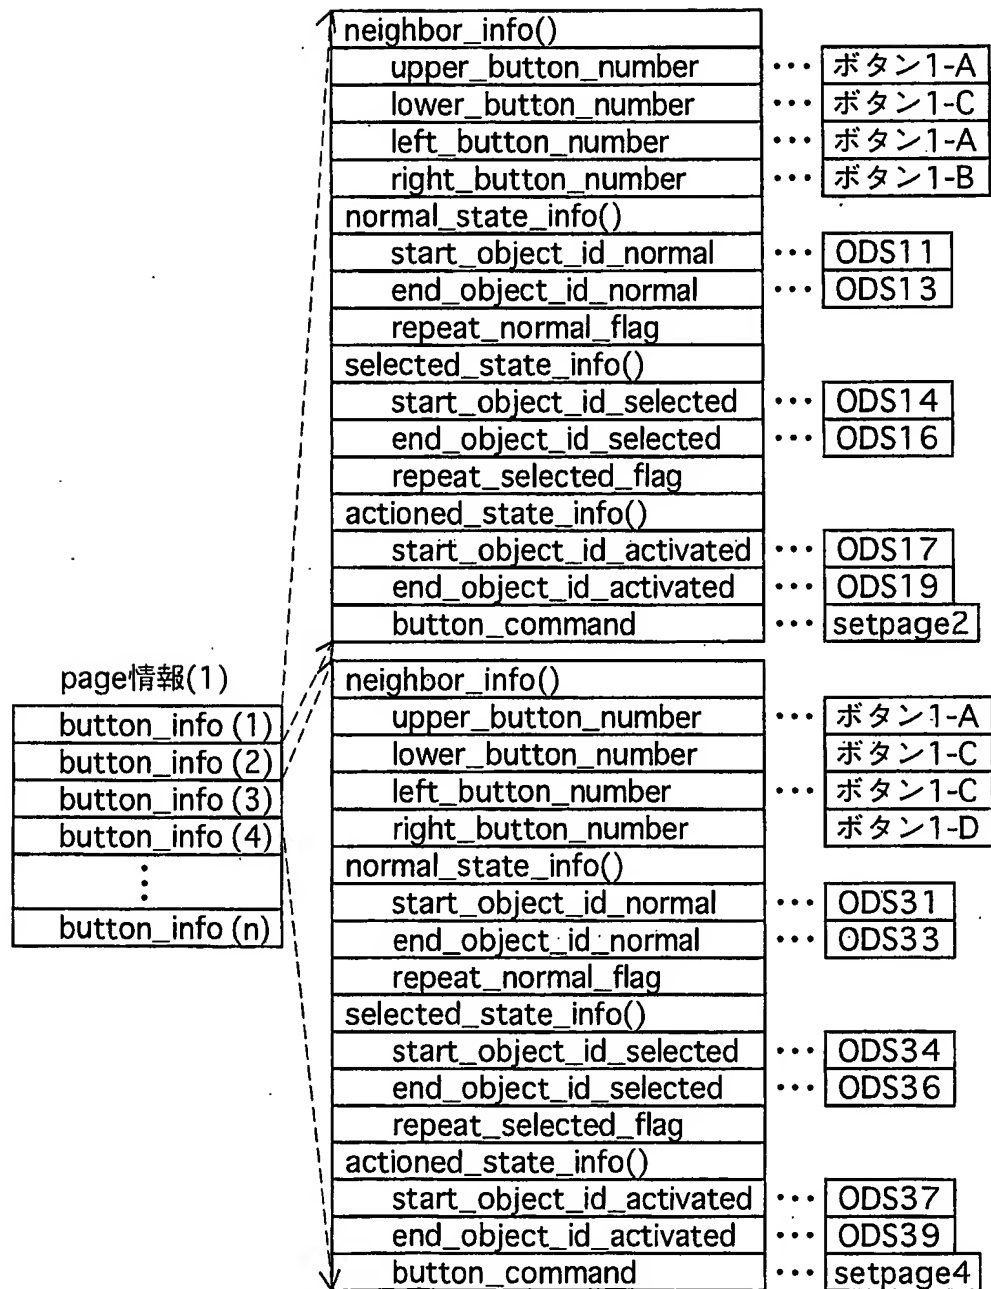 neighbor_info()
upper_button_number ••• ボタン1-A
lower_button_number ••• ボタン1-C
left_button_number ••• ボタン1-A
right_button_number ••• ボタン1-B
normal_state_info()
start_object_id_normal ••• ODS11
end_object_id_normal ••• ODS13
repeat_normal_flag
selected_state_info()
start_object_id_selected ••• ODS14
end_object_id_selected ••• ODS16
repeat_selected_flag
actioned_state_info()
start_object_id_activated ••• ODS17
end_object_id_activated ••• ODS19
button_command ••• setpage2
page情報(1)
button_info (1)
button_info (2)
button_info (3)
button_info (4)
⋮
button_info (n)
neighbor_info()
upper_button_number ••• ボタン1-A
lower_button_number ボタン1-C
left_button_number ••• ボタン1-C
right_button_number ボタン1-D
normal_state_info()
start_object_id_normal ••• ODS31
end_object_id_normal ••• ODS33
repeat_normal_flag
selected_state_info()
start_object_id_selected ••• ODS34
end_object_id_selected ••• ODS36
repeat_selected_flag
actioned_state_info()
start_object_id_activated ••• ODS37
end_object_id_activated ••• ODS39
button_command ••• setpage4